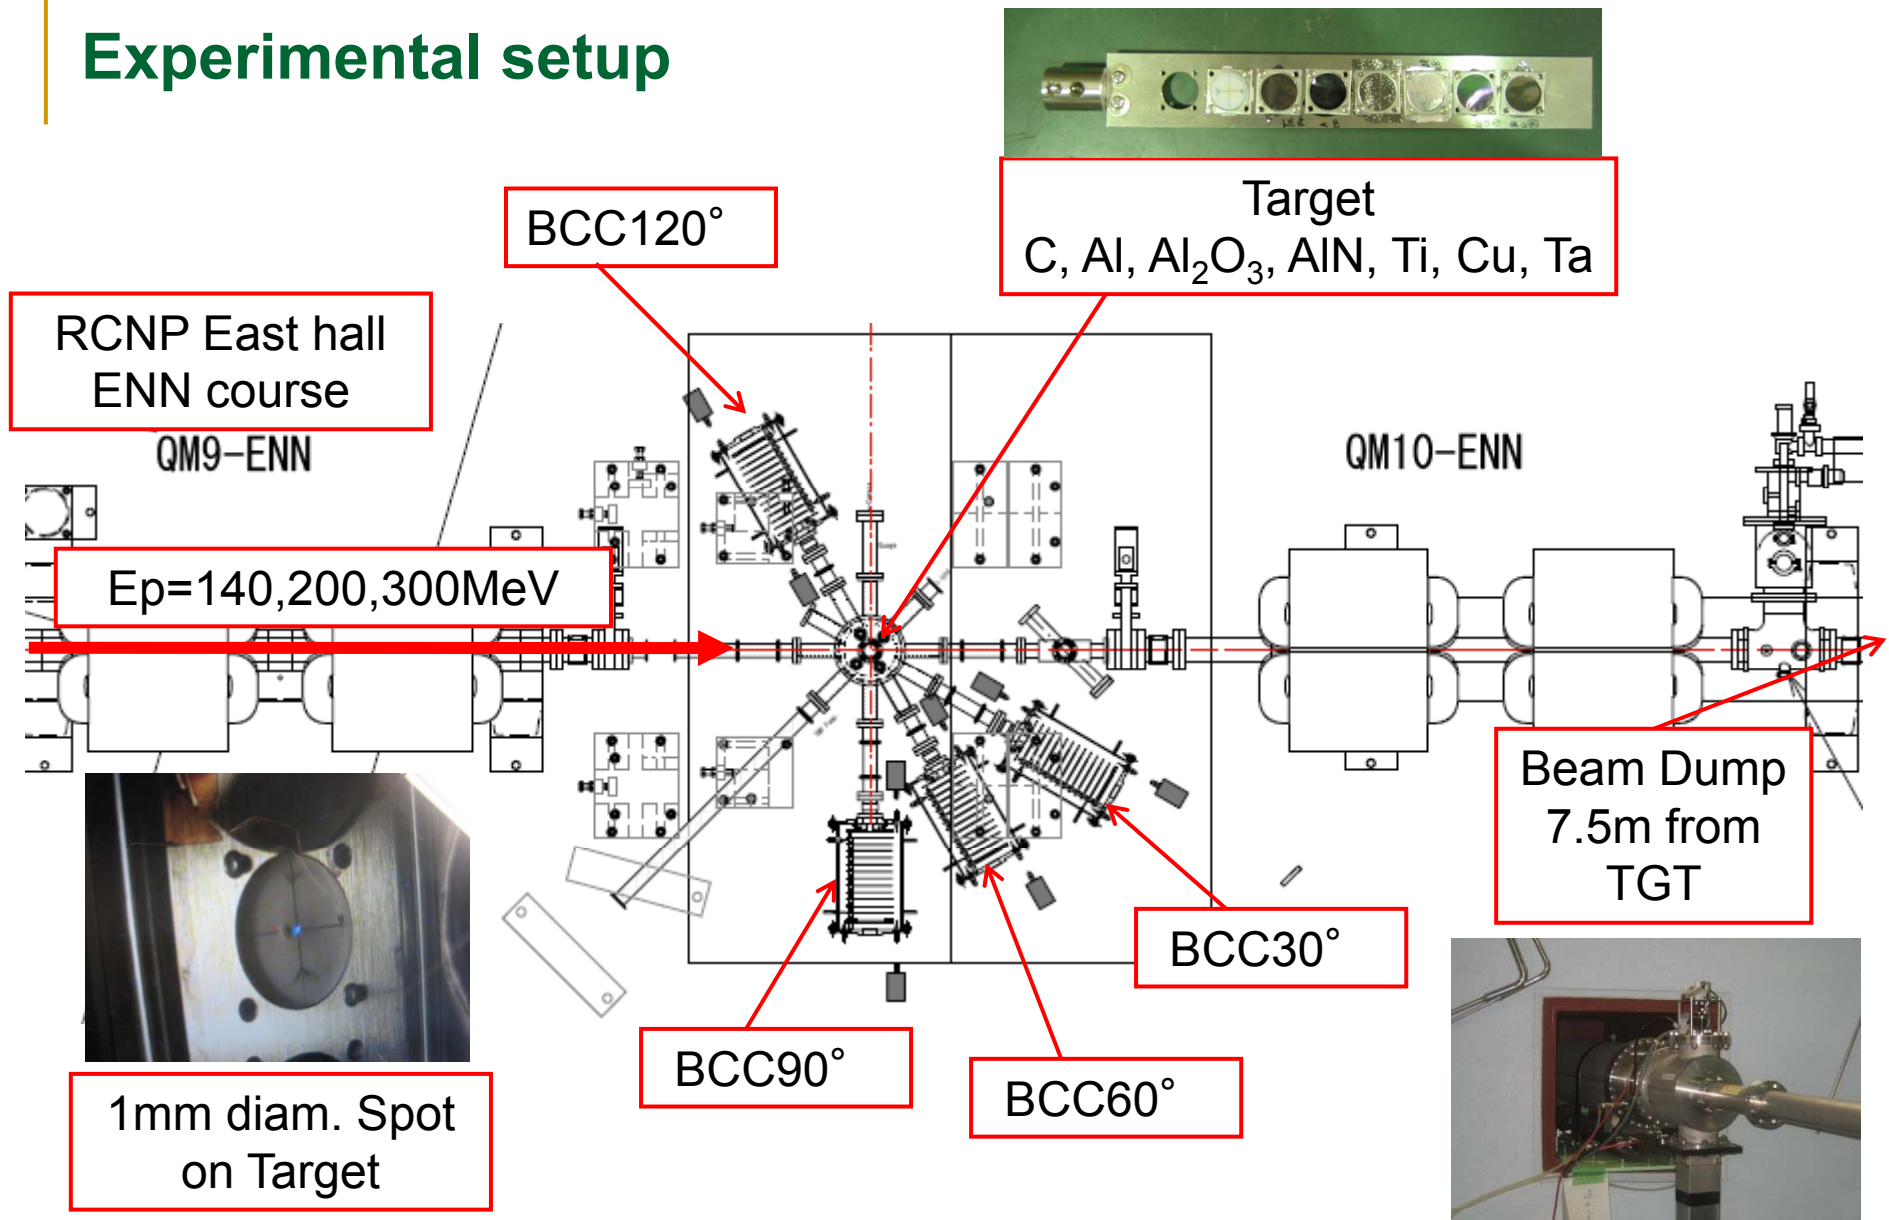 Experimental setup
Target
C, Al, Al₂O₃, AlN, Ti, Cu, Ta
BCC120°
RCNP East hall
ENN course
QM9-ENN
QM10-ENN
Ep=140,200,300MeV
Beam Dump
7.5m from
TGT
BCC30°
BCC90°
BCC60°
1mm diam. Spot
on Target